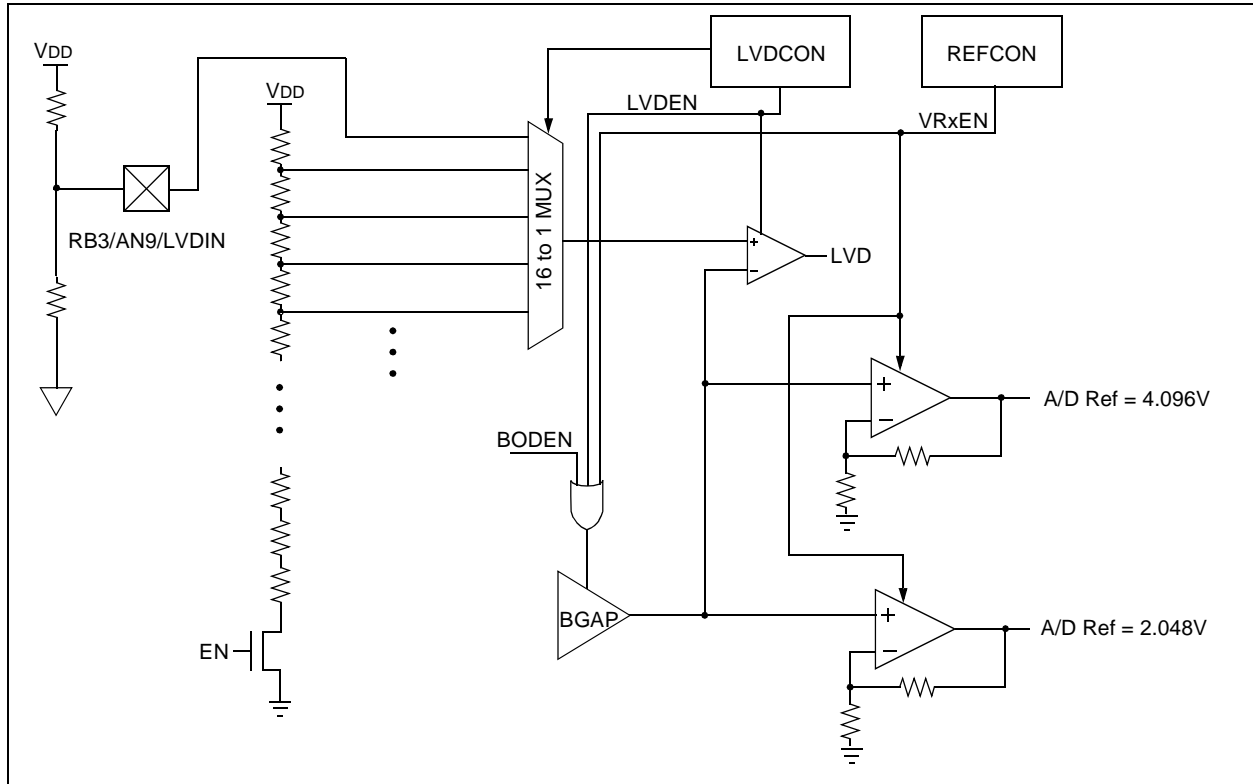 VDD
VDD
LVDCON
REFCON
LVDEN
VRxEN
16 to 1 MUX
RB3/AN9/LVDIN
+
−
LVD
+
−
A/D Ref = 4.096V
BODEN
BGAP
+
−
A/D Ref = 2.048V
EN